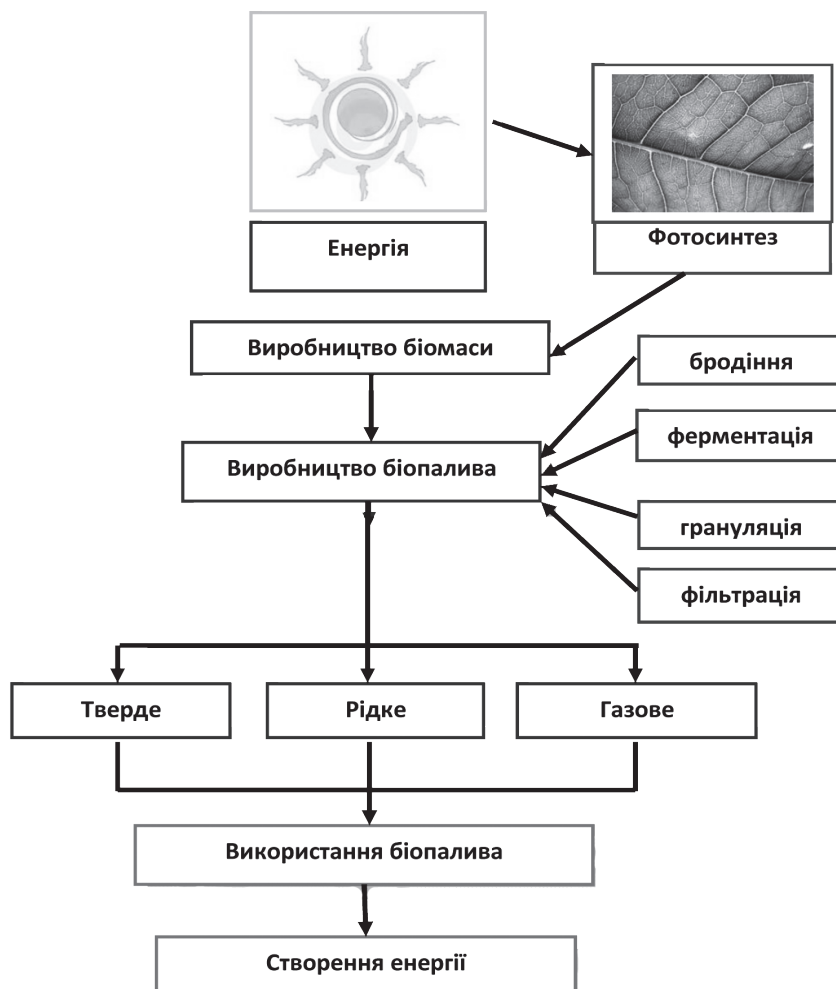 Енергія
Фотосинтез
Виробництво біомаси
бродіння
Виробництво біопалива
ферментація
грануляція
фільтрація
Тверде
Рідке
Газове
Використання біопалива
Створення енергії